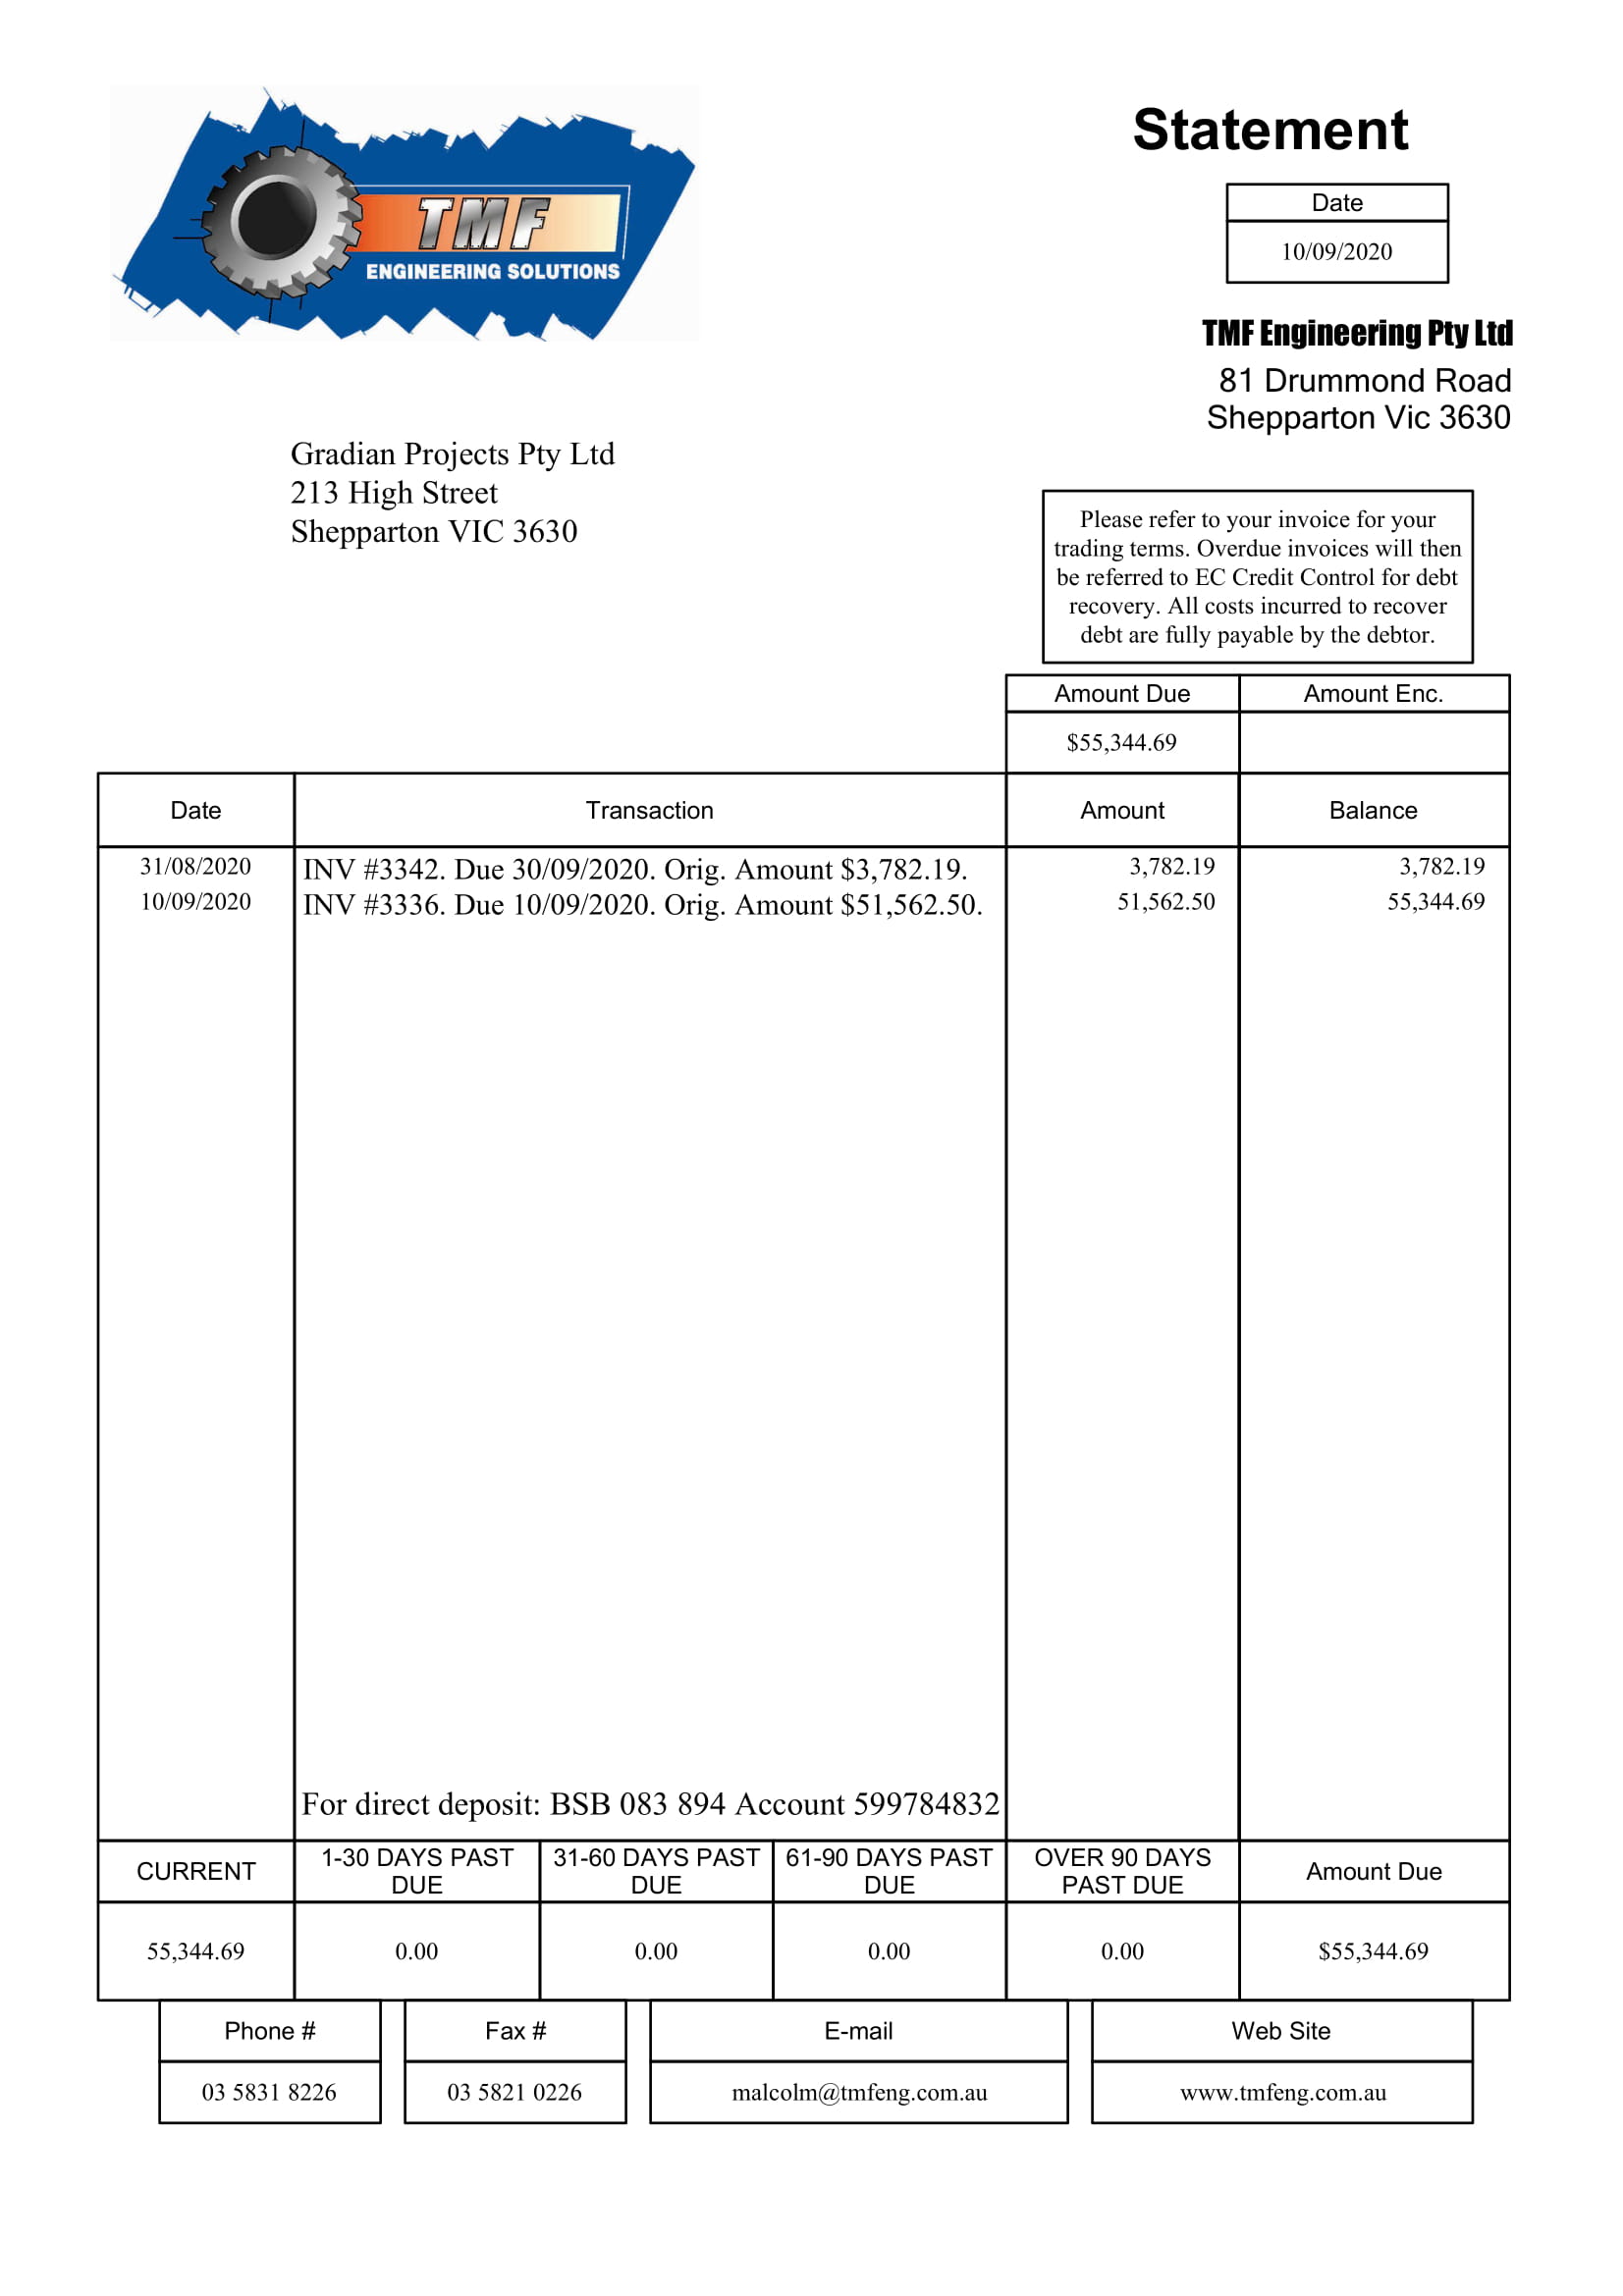 TMF
ENGINEERING SOLUTIONS
Statement
Date
10/09/2020
TMF Engineering Pty Ltd
81 Drummond Road
Shepparton Vic 3630
Gradian Projects Pty Ltd
213 High Street
Shepparton VIC 3630
Please refer to your invoice for your
trading terms. Overdue invoices will then
be referred to EC Credit Control for debt
recovery. All costs incurred to recover
debt are fully payable by the debtor.
Amount Due Amount Enc.
$55,344.69
Date Transaction Amount Balance
31/08/2020 INV #3342. Due 30/09/2020. Orig. Amount $3,782.19. 3,782.19 3,782.19
10/09/2020 INV #3336. Due 10/09/2020. Orig. Amount $51,562.50. 51,562.50 55,344.69
For direct deposit: BSB 083 894 Account 599784832
CURRENT 1-30 DAYS PAST DUE 31-60 DAYS PAST DUE 61-90 DAYS PAST DUE OVER 90 DAYS PAST DUE Amount Due
55,344.69 0.00 0.00 0.00 0.00 $55,344.69
Phone # Fax # E-mail Web Site
03 5831 8226 03 5821 0226 malcolm@tmfeng.com.au www.tmfeng.com.au